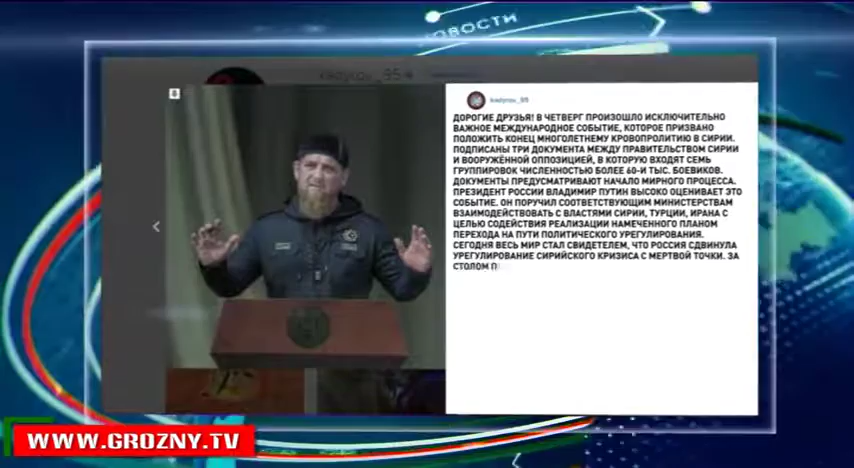 НОВОСТИ
kadyrov_95
kadyrov_95
ДОРОГИЕ ДРУЗЬЯ! В ЧЕТВЕРГ ПРОИЗОШЛО ИСКЛЮЧИТЕЛЬНО
ВАЖНОЕ МЕЖДУНАРОДНОЕ СОБЫТИЕ, КОТОРОЕ ПРИЗВАНО
ПОЛОЖИТЬ КОНЕЦ МНОГОЛЕТНЕМУ КРОВОПРОЛИТИЮ В СИРИИ.
ПОДПИСАНЫ ТРИ ДОКУМЕНТА МЕЖДУ ПРАВИТЕЛЬСТВОМ СИРИИ
И ВООРУЖЁННОЙ ОППОЗИЦИЕЙ, В КОТОРУЮ ВХОДЯТ СЕМЬ
ГРУППИРОВОК ЧИСЛЕННОСТЬЮ БОЛЕЕ 60-И ТЫС. БОЕВИКОВ.
ДОКУМЕНТЫ ПРЕДУСМАТРИВАЮТ НАЧАЛО МИРНОГО ПРОЦЕССА.
ПРЕЗИДЕНТ РОССИИ ВЛАДИМИР ПУТИН ВЫСОКО ОЦЕНИВАЕТ ЭТО
СОБЫТИЕ. ОН ПОРУЧИЛ СООТВЕТСТВУЮЩИМ МИНИСТЕРСТВАМ
ВЗАИМОДЕЙСТВОВАТЬ С ВЛАСТЯМИ СИРИИ, ТУРЦИИ, ИРАНА С
ЦЕЛЬЮ СОДЕЙСТВИЯ РЕАЛИЗАЦИИ НАМЕЧЕННОГО ПЛАНОМ
ПЕРЕХОДА НА ПУТИ ПОЛИТИЧЕСКОГО УРЕГУЛИРОВАНИЯ.
СЕГОДНЯ ВЕСЬ МИР СТАЛ СВИДЕТЕЛЕМ, ЧТО РОССИЯ СДВИНУЛА
УРЕГУЛИРОВАНИЕ СИРИЙСКОГО КРИЗИСА С МЕРТВОЙ ТОЧКИ. ЗА
СТОЛОМ П
WWW.GROZNY.TV